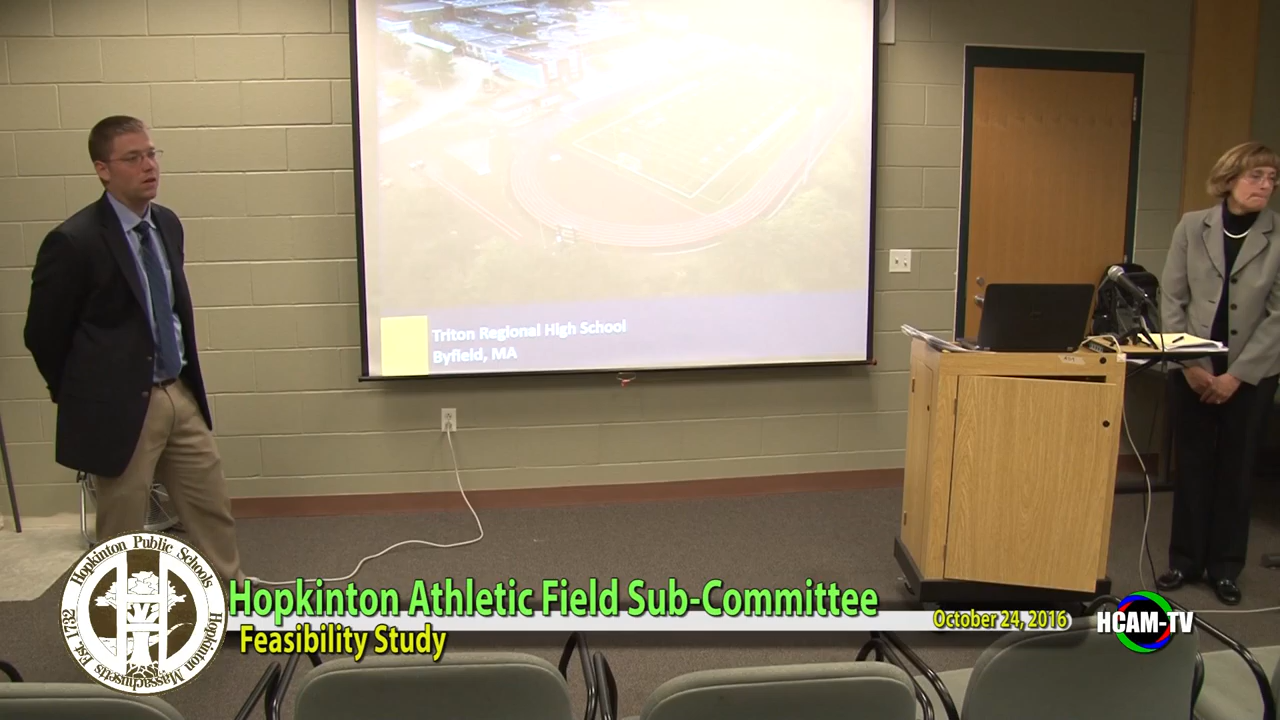 Triton Regional High School
Byfield, MA
Hopkinton Athletic Field Sub-Committee
October 24, 2016
HCAM-TV
Feasibility Study
Hopkinton Public Schools
Hopkinton Massachusetts
Est. 1732
H